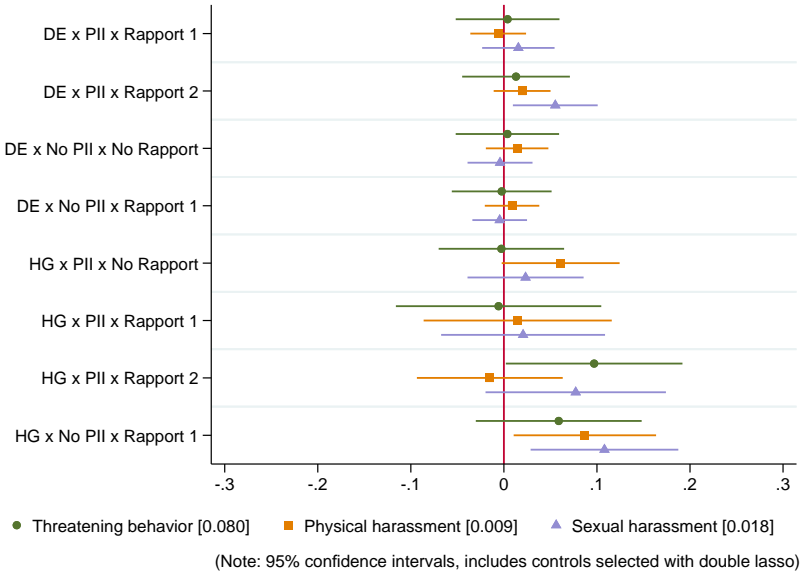 DE x PII x Rapport 1
DE x PII x Rapport 2
DE x No PII x No Rapport
DE x No PII x Rapport 1
HG x PII x No Rapport
HG x PII x Rapport 1
HG x PII x Rapport 2
HG x No PII x Rapport 1
-.3 -.2 -.1 0 .1 .2 .3
Threatening behavior [0.080] Physical harassment [0.009] Sexual harassment [0.018]
(Note: 95% confidence intervals, includes controls selected with double lasso)